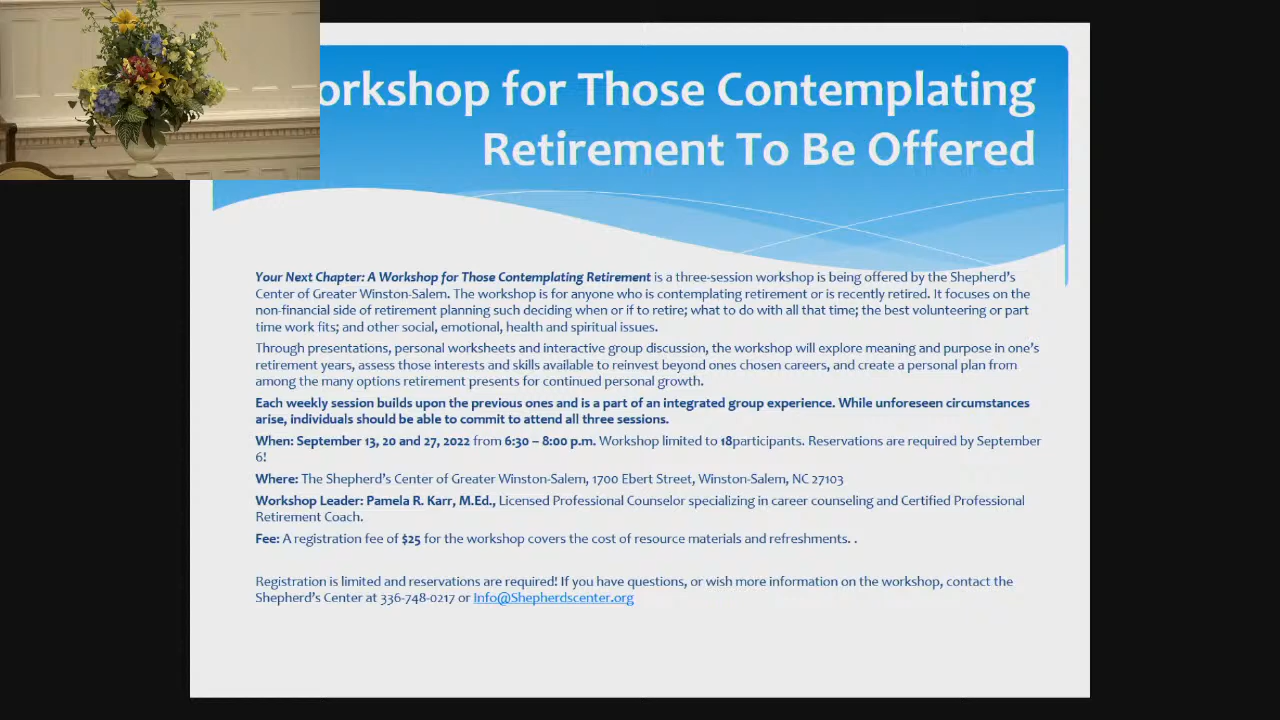 orkshop for Those Contemplating
Retirement To Be Offered
Your Next Chapter: A Workshop for Those Contemplating Retirement is a three-session workshop is being offered by the Shepherd's
Center of Greater Winston-Salem. The workshop is for anyone who is contemplating retirement or is recently retired. It focuses on the
non-financial side of retirement planning such deciding when or if to retire; what to do with all that time; the best volunteering or part
time work fits; and other social, emotional, health and spiritual issues.
Through presentations, personal worksheets and interactive group discussion, the workshop will explore meaning and purpose in one's
retirement years, assess those interests and skills available to reinvest beyond ones chosen careers, and create a personal plan from
among the many options retirement presents for continued personal growth.
Each weekly session builds upon the previous ones and is a part of an integrated group experience. While unforeseen circumstances
arise, individuals should be able to commit to attend all three sessions.
When: September 13, 20 and 27, 2022 from 6:30 – 8:00 p.m. Workshop limited to 18participants. Reservations are required by September
6!
Where: The Shepherd's Center of Greater Winston-Salem, 1700 Ebert Street, Winston-Salem, NC 27103
Workshop Leader: Pamela R. Karr, M.Ed., Licensed Professional Counselor specializing in career counseling and Certified Professional
Retirement Coach.
Fee: A registration fee of $25 for the workshop covers the cost of resource materials and refreshments. .
Registration is limited and reservations are required! If you have questions, or wish more information on the workshop, contact the
Shepherd's Center at 336-748-0217 or Info@Shepherdscenter.org